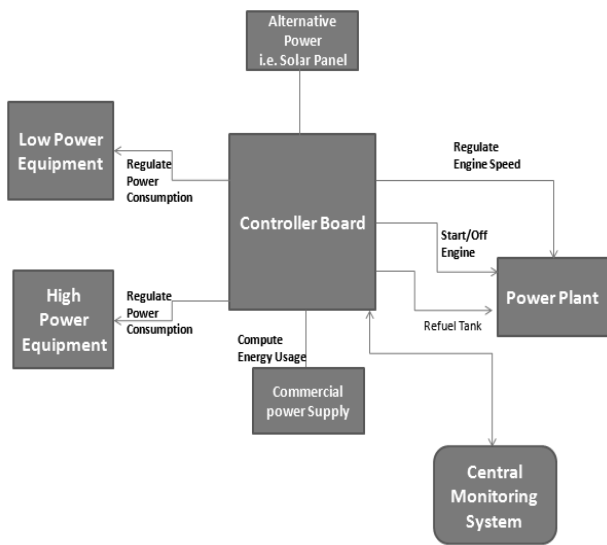 Alternative
Power
i.e. Solar Panel
Low Power
Equipment
Regulate
Power
Consumption
Controller Board
Regulate
Engine Speed
Start/Off
Engine
Power Plant
Refuel Tank
High
Power
Equipment
Regulate
Power
Consumption
Compute
Energy Usage
Commercial
power Supply
Central
Monitoring
System